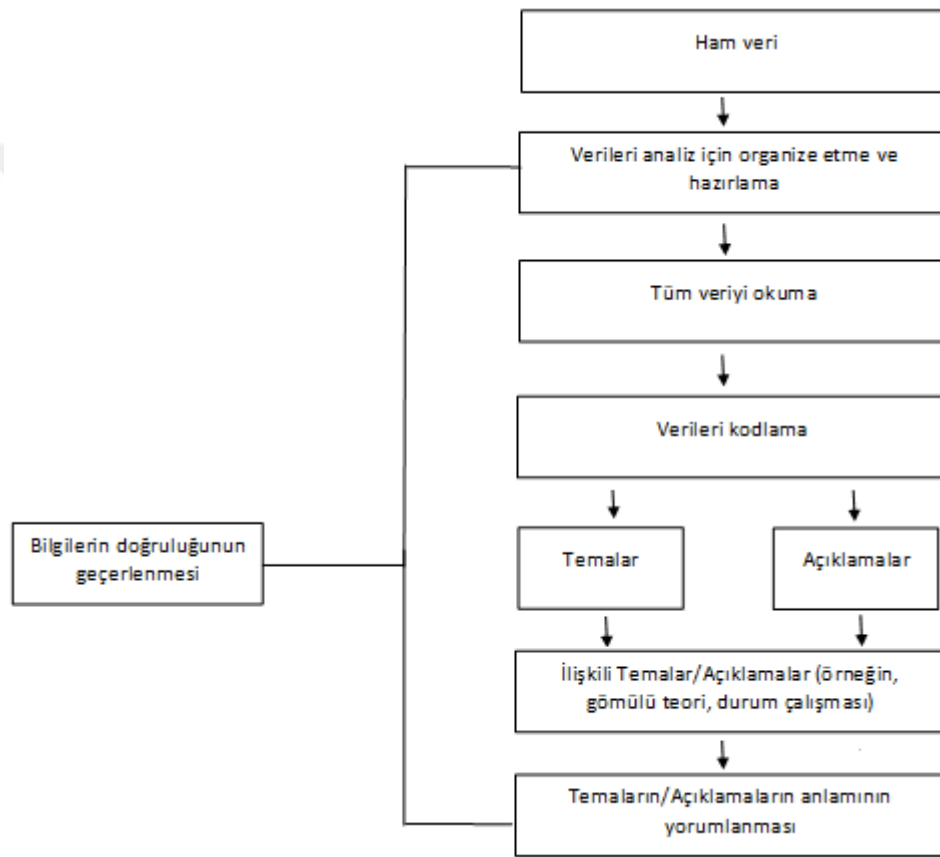 Ham veri
Verileri analiz için organize etme ve
hazırlama
Tüm veriyi okuma
Verileri kodlama
Bilgilerin doğruluğunun
geçerlenmesi
Temalar
Açıklamalar
İlişkili Temalar/Açıklamalar (örneğin,
gömülü teori, durum çalışması)
Temaların/Açıklamaların anlamının
yorumlanması